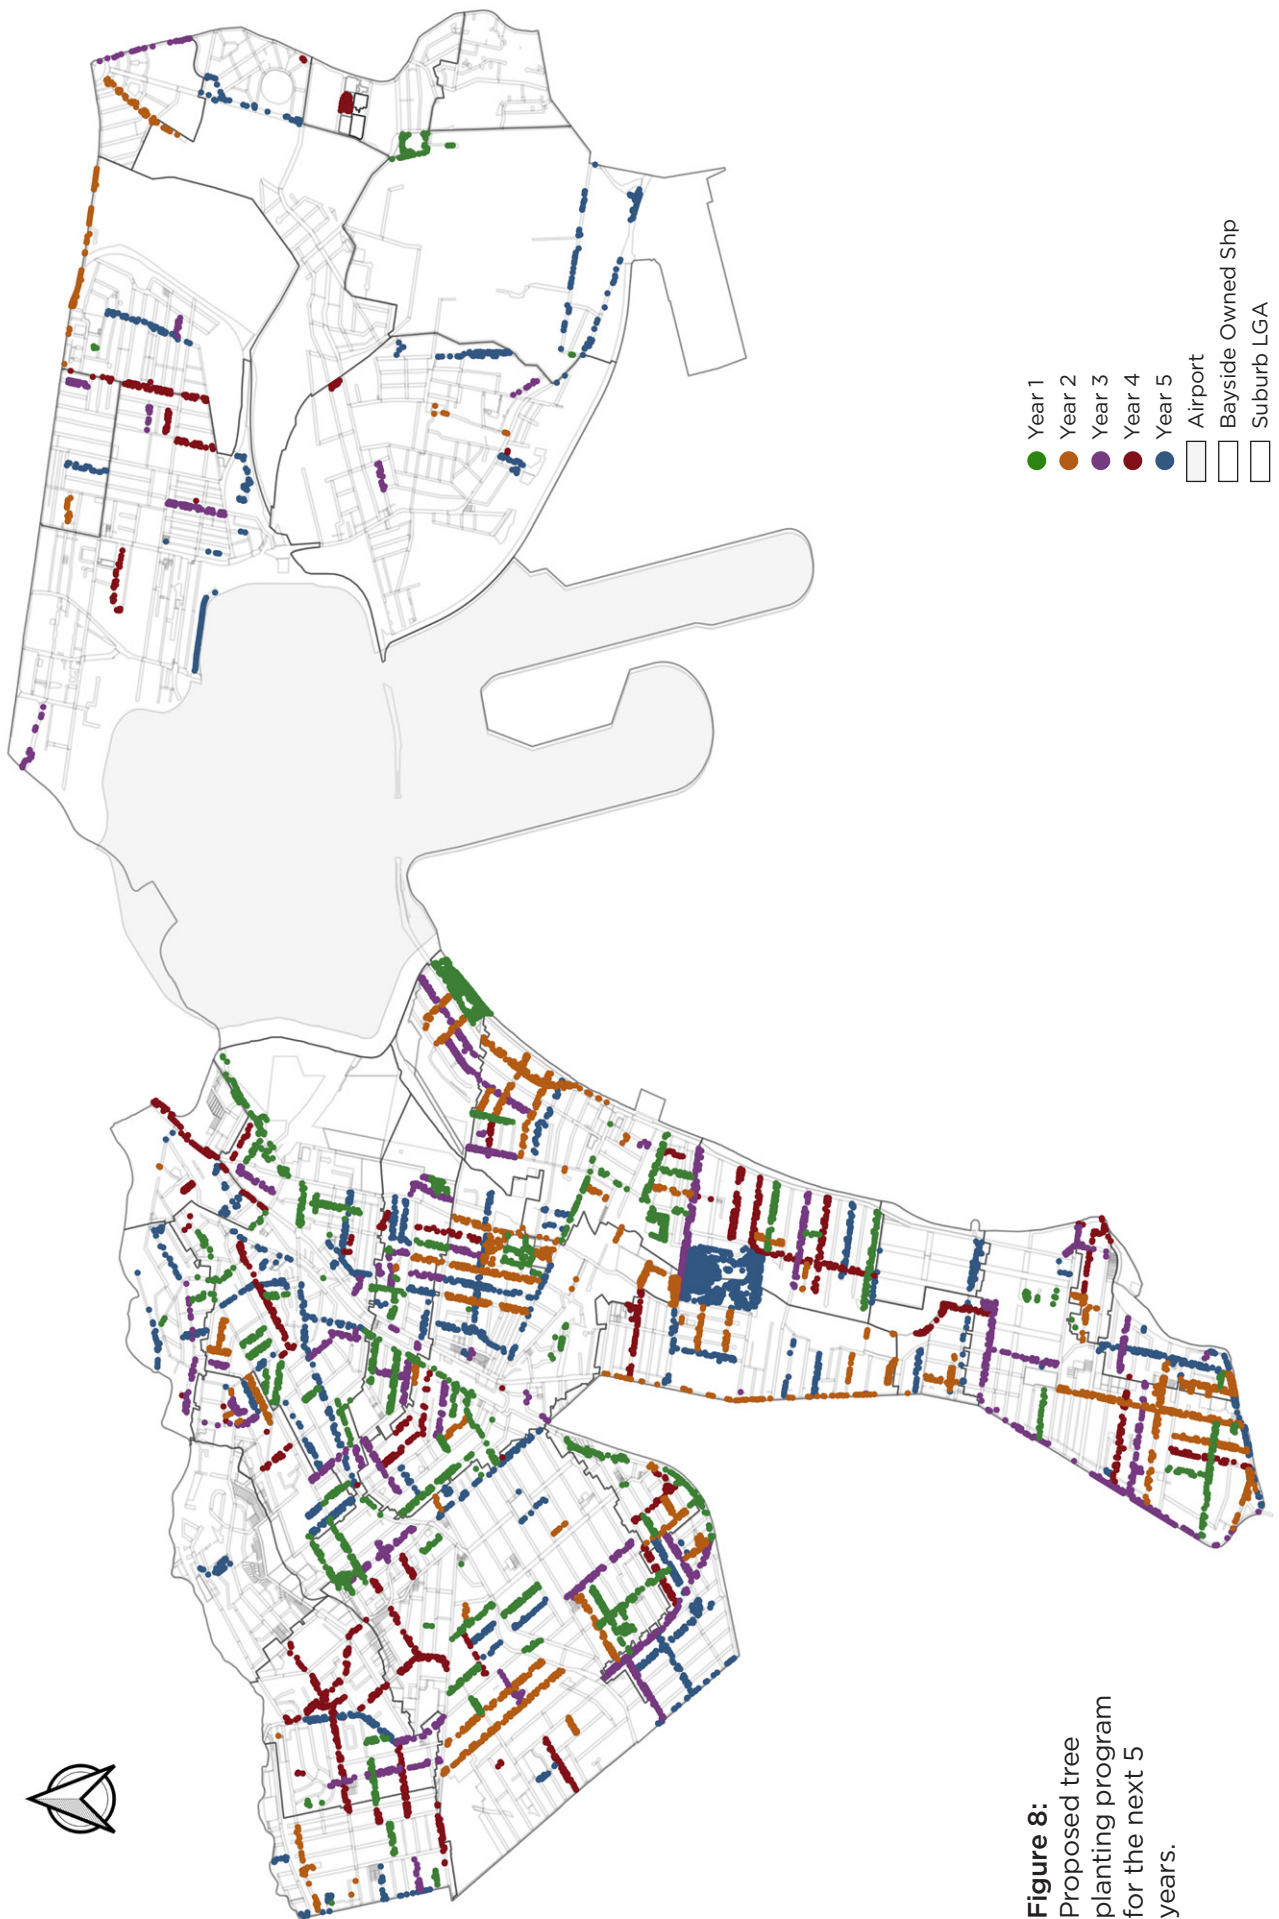 Figure 8:
Proposed tree
planting program
for the next 5
years.
Year 1
Year 2
Year 3
Year 4
Year 5
Airport
Bayside Owned Shp
Suburb LGA